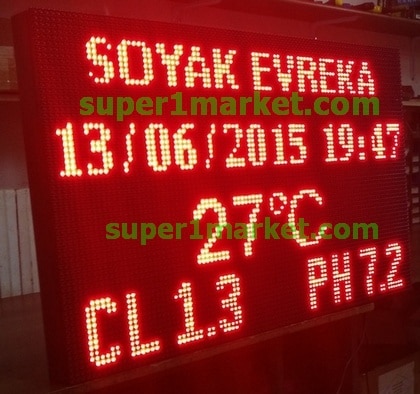 SOYAK EVREKA
super1market.com
13/06/2015 19:47
27°C
super1market.com
CL 1.3 PH 7.2